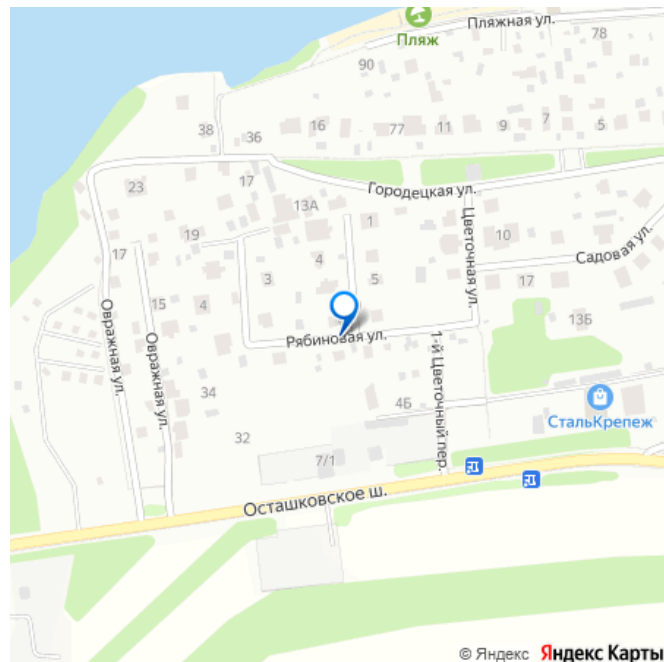 Пляжная ул.
Пляж
78
90
38
36
16
77
11
9
7
5
23
17
13А
Городецкая ул.
1
19
4
10
17
3
5
Цветочная ул.
Садовая ул.
17
15
4
13Б
Овражная ул.
Овражная ул.
Рябиновая ул.
1-й Цветочный пер.
34
4Б
СтальКрепеж
32
7/1
Осташковское ш.
© Яндекс Яндекс Карты